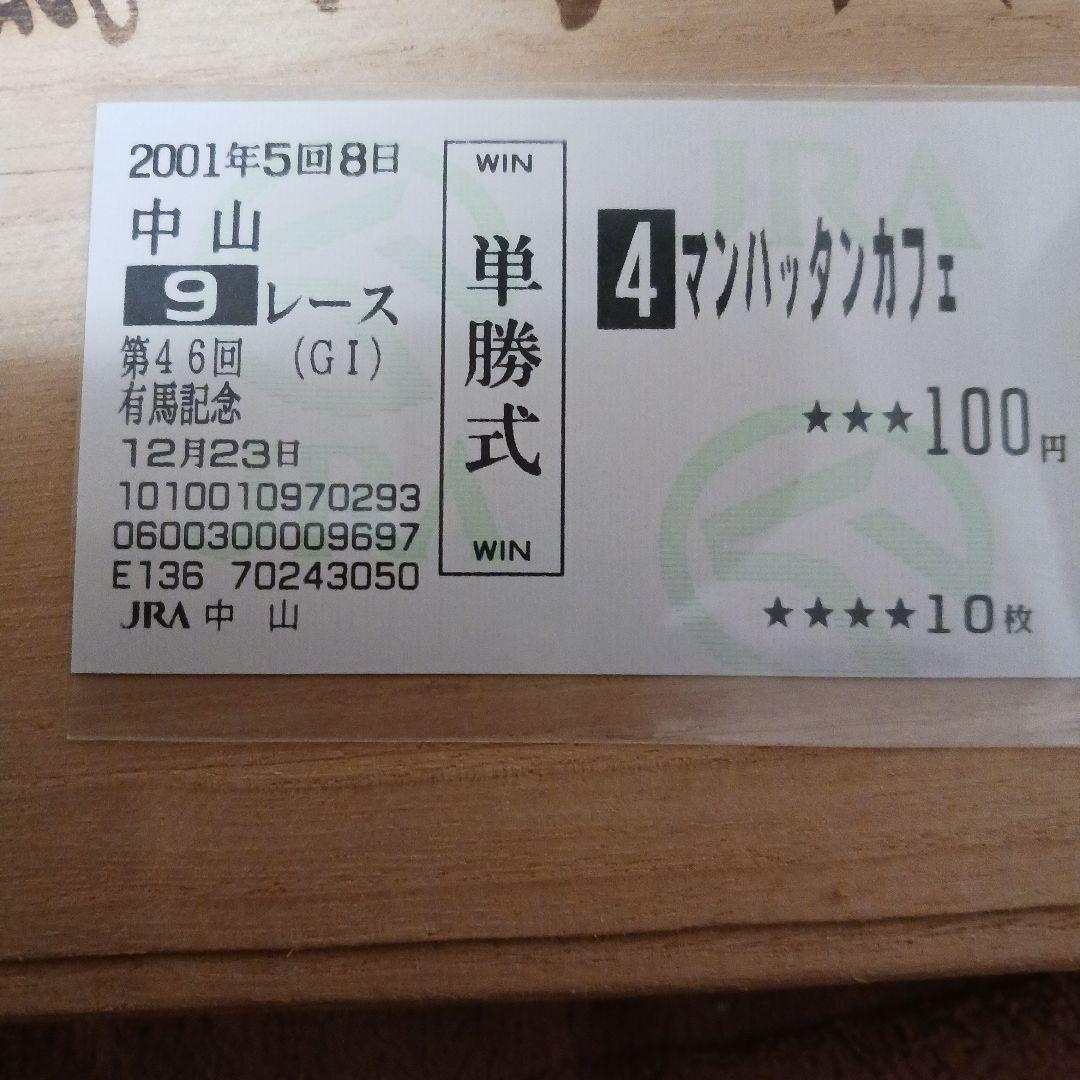 2001年5回8日
中山
9レース
第46回 (GI)
有馬記念
12月23日
1010010970293
0600300009697
E136 70243050
JRA 中 山
WIN
単勝式
WIN
JRA
4 マンハッタンカフェ
★★★100円
★★★★10枚